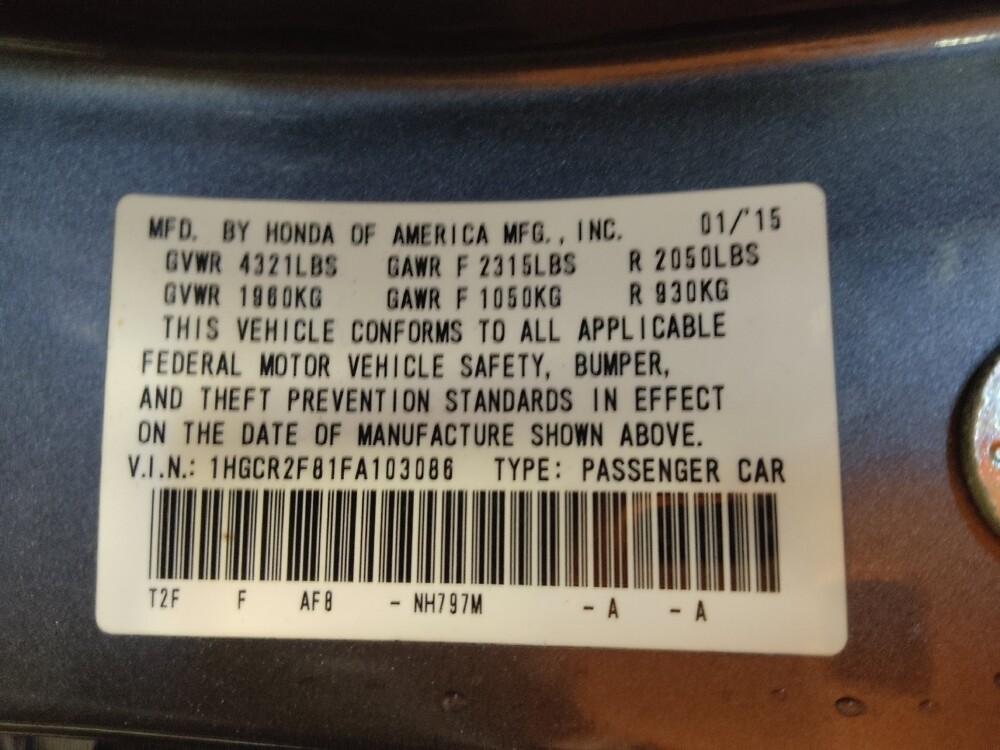 MFD. BY HONDA OF AMERICA MFG., INC. 01/'15
GVWR 4321LBS GAWR F 2315LBS R 2050LBS
GVWR 1960KG GAWR F 1050KG R 930KG
THIS VEHICLE CONFORMS TO ALL APPLICABLE
FEDERAL MOTOR VEHICLE SAFETY, BUMPER,
AND THEFT PREVENTION STANDARDS IN EFFECT
ON THE DATE OF MANUFACTURE SHOWN ABOVE.
V.I.N.: 1HGCR2F81FA103086 TYPE: PASSENGER CAR
T2F F AF8 - NH797M - A - A